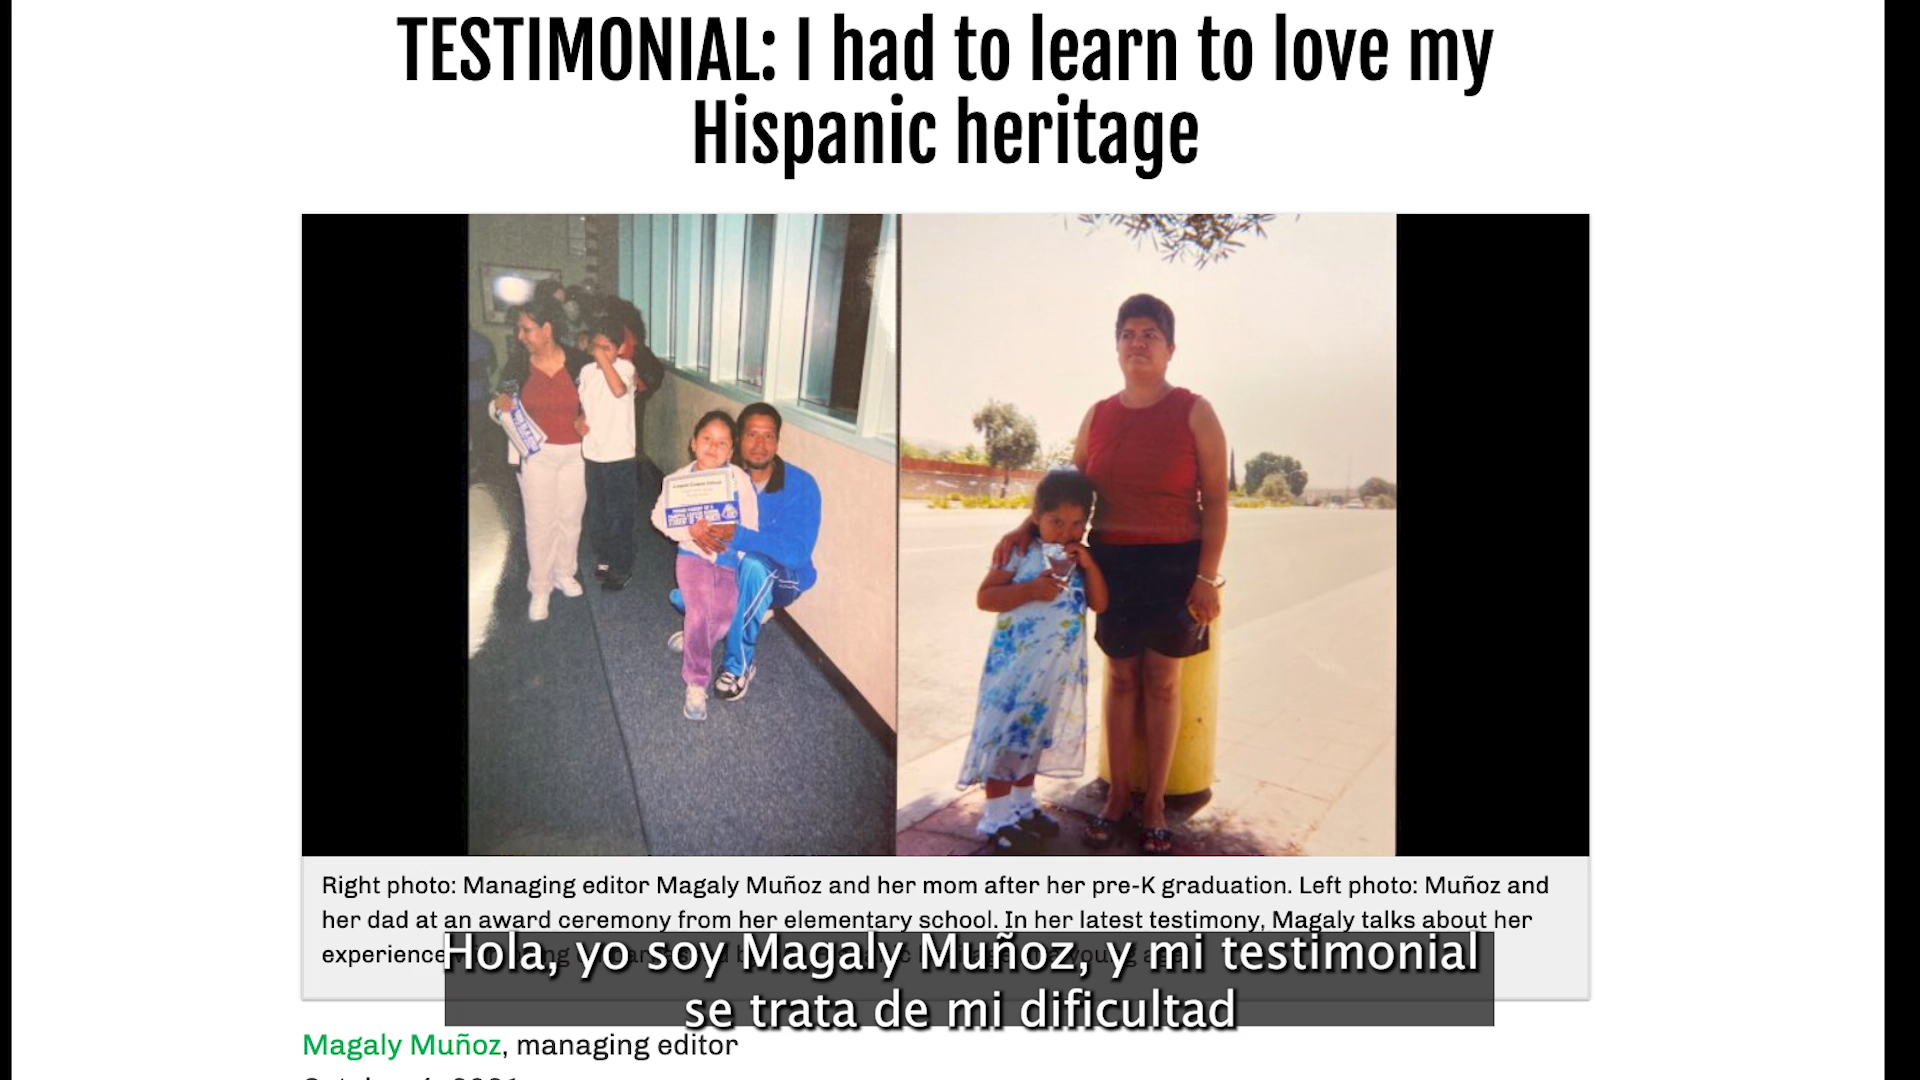 TESTIMONIAL: I had to learn to love my
Hispanic heritage
Right photo: Managing editor Magaly Muñoz and her mom after her pre-K graduation. Left photo: Muñoz and
her dad at an award ceremony from her elementary school. In her latest testimony, Magaly talks about her
experience
Hola, yo soy Magaly Muñoz, y mi testimonial
se trata de mi dificultad
Magaly Muñoz, managing editor